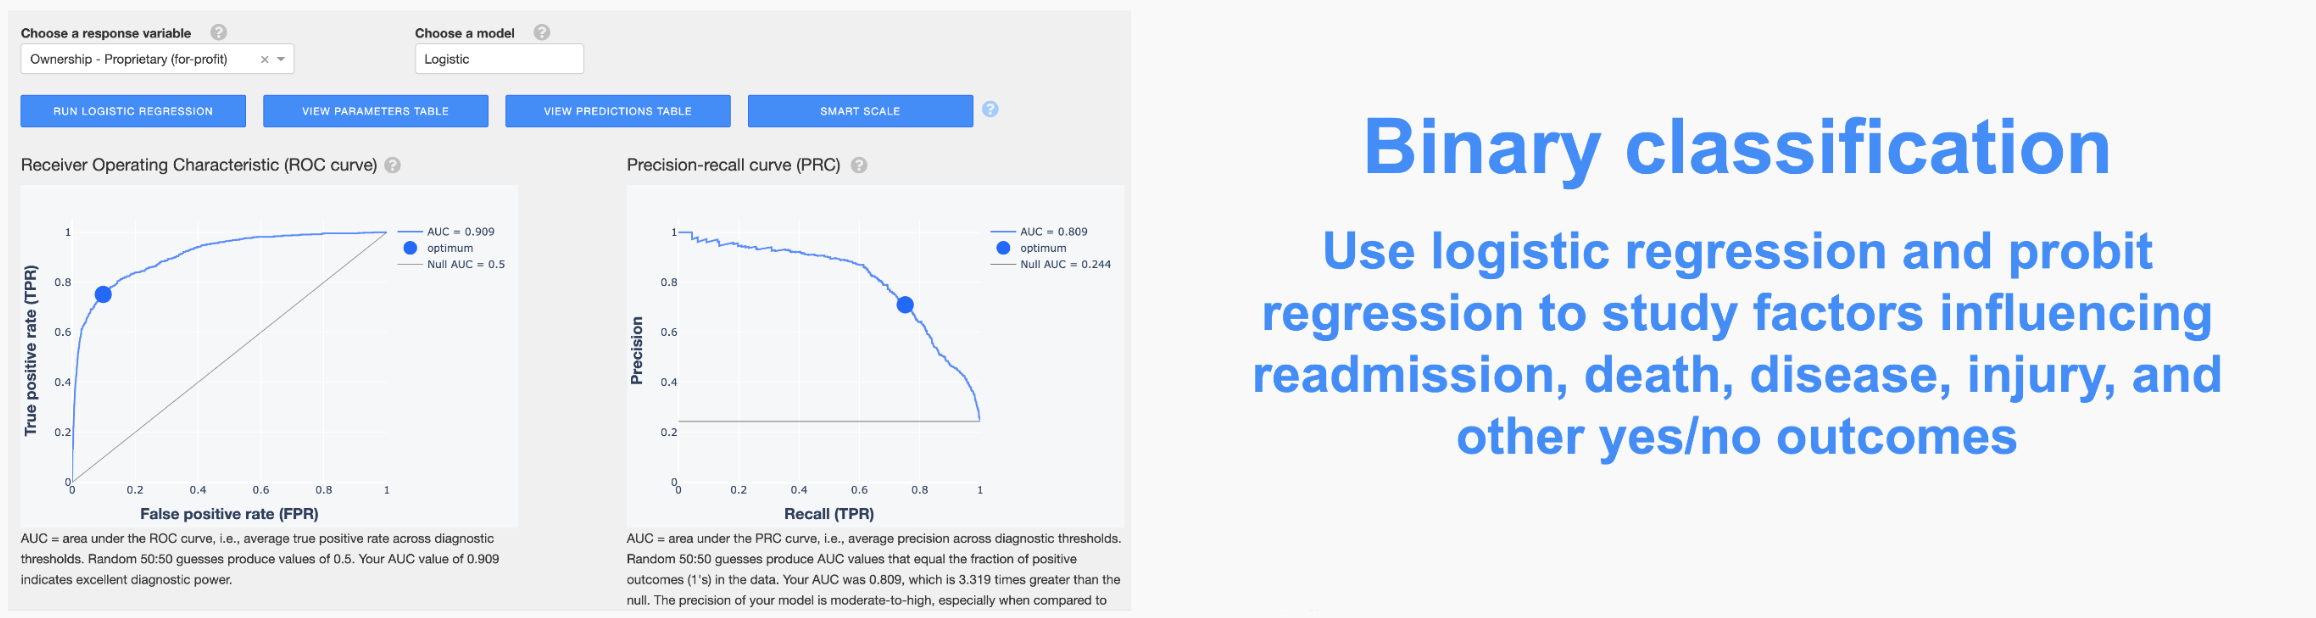 Choose a response variable ?
Choose a model ?
Ownership - Proprietary (for-profit) ×
Logistic
RUN LOGISTIC REGRESSION
VIEW PARAMETERS TABLE
VIEW PREDICTIONS TABLE
SMART SCALE
?
Receiver Operating Characteristic (ROC curve) ?
1
0.8
0.6
0.4
0.2
0
0
0.2
0.4
0.6
0.8
1
True positive rate (TPR)
False positive rate (FPR)
AUC = 0.909
optimum
Null AUC = 0.5
AUC = area under the ROC curve, i.e., average true positive rate across diagnostic
thresholds. Random 50:50 guesses produce values of 0.5. Your AUC value of 0.909
indicates excellent diagnostic power.
Precision-recall curve (PRC) ?
1
0.8
0.6
0.4
0.2
0
0
0.2
0.4
0.6
0.8
1
Precision
Recall (TPR)
AUC = 0.809
optimum
Null AUC = 0.244
AUC = area under the PRC curve, i.e., average precision across diagnostic thresholds.
Random 50:50 guesses produce AUC values that equal the fraction of positive
outcomes (1's) in the data. Your AUC was 0.809, which is 3.319 times greater than the
null. The precision of your model is moderate-to-high, especially when compared to
Binary classification
Use logistic regression and probit
regression to study factors influencing
readmission, death, disease, injury, and
other yes/no outcomes